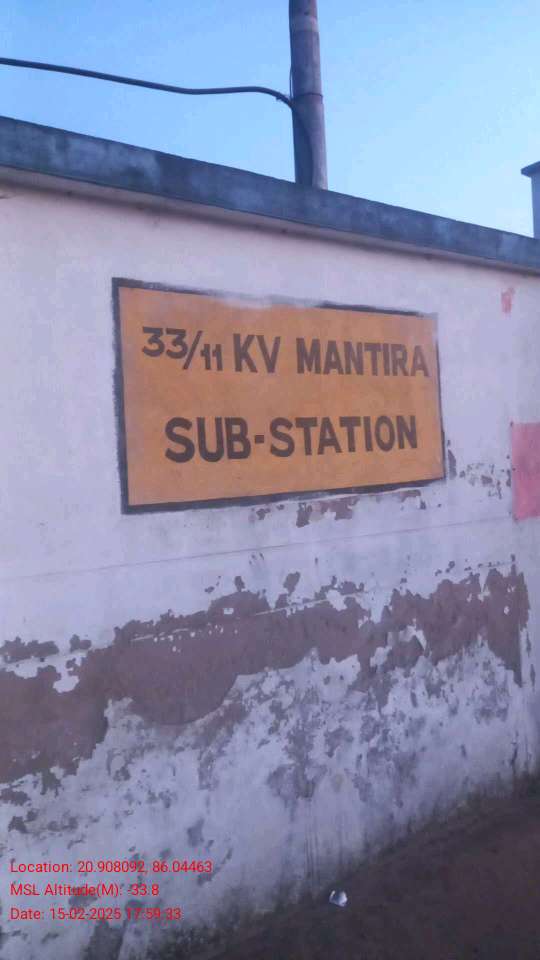 33/11 KV MANTIRA
SUB-STATION
Location: 20.908092, 86.04463
MSL Altitude(M): -33.8
Date: 15-02-2025 17:59:33